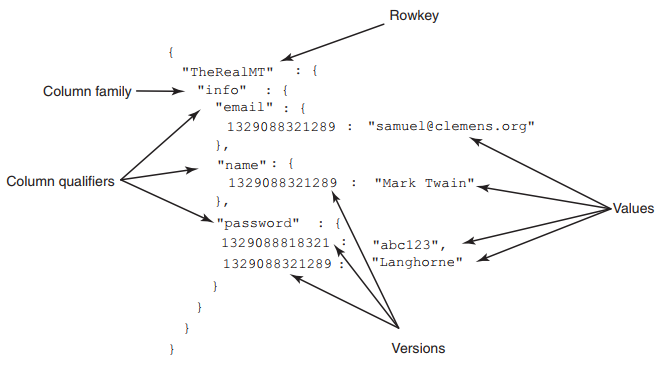 Rowkey
{
"TheRealMT" : {
Column family
"info" : {
"email" : {
1329088321289 : "samuel@clemens.org"
},
Column qualifiers
"name" : {
1329088321289 : "Mark Twain"
},
Values
"password" : {
1329088818321 : "abc123",
1329088321289 : "Langhorne"
}
}
}
}
Versions